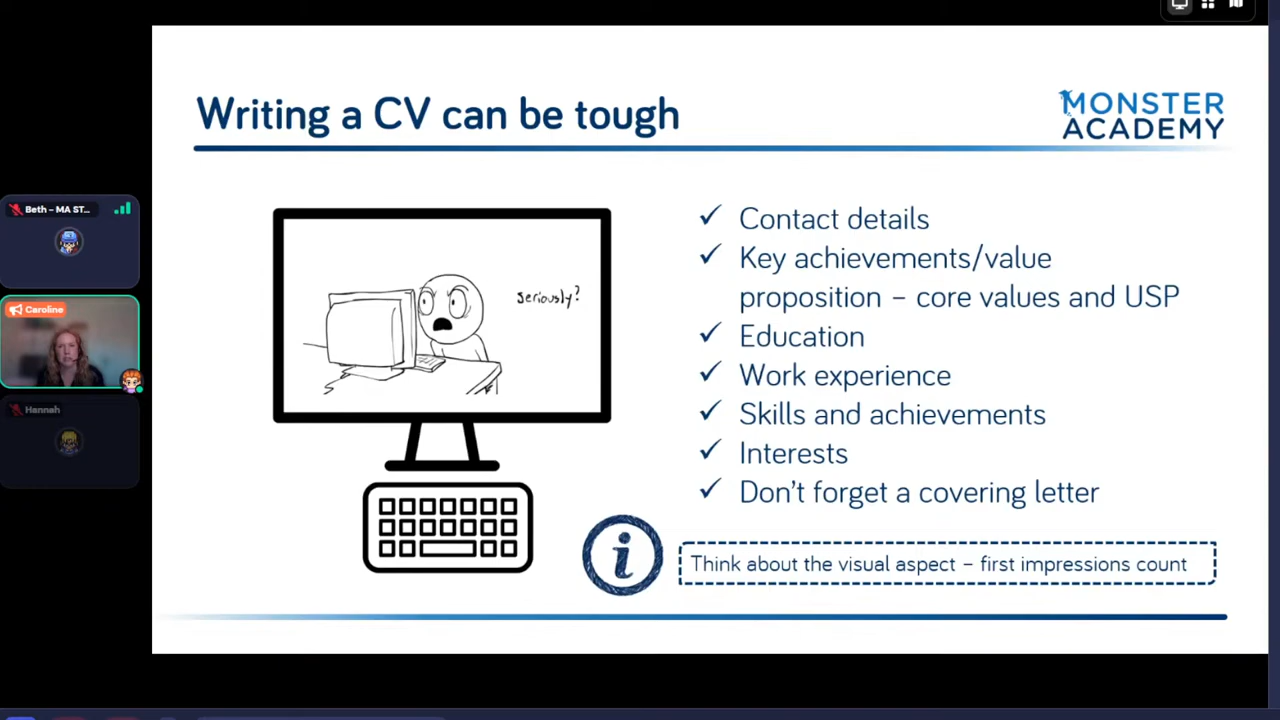 Writing a CV can be tough
MONSTER
ACADEMY
Beth – MA ST...
Caroline
Hannah
seriously?
✓ Contact details
✓ Key achievements/value
proposition – core values and USP
✓ Education
✓ Work experience
✓ Skills and achievements
✓ Interests
✓ Don't forget a covering letter
i
Think about the visual aspect – first impressions count